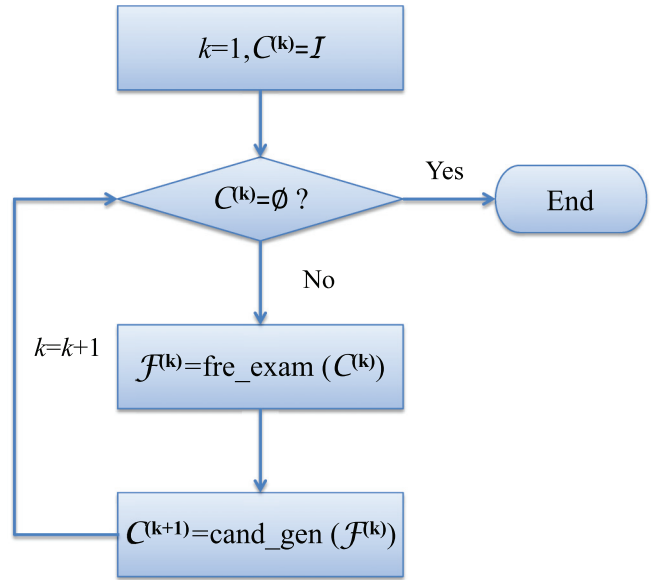 k=1,C^(k)=I
C^(k)=∅ ?
Yes
End
No
F^(k)=fre_exam (C^(k))
k=k+1
C^(k+1)=cand_gen (F^(k))